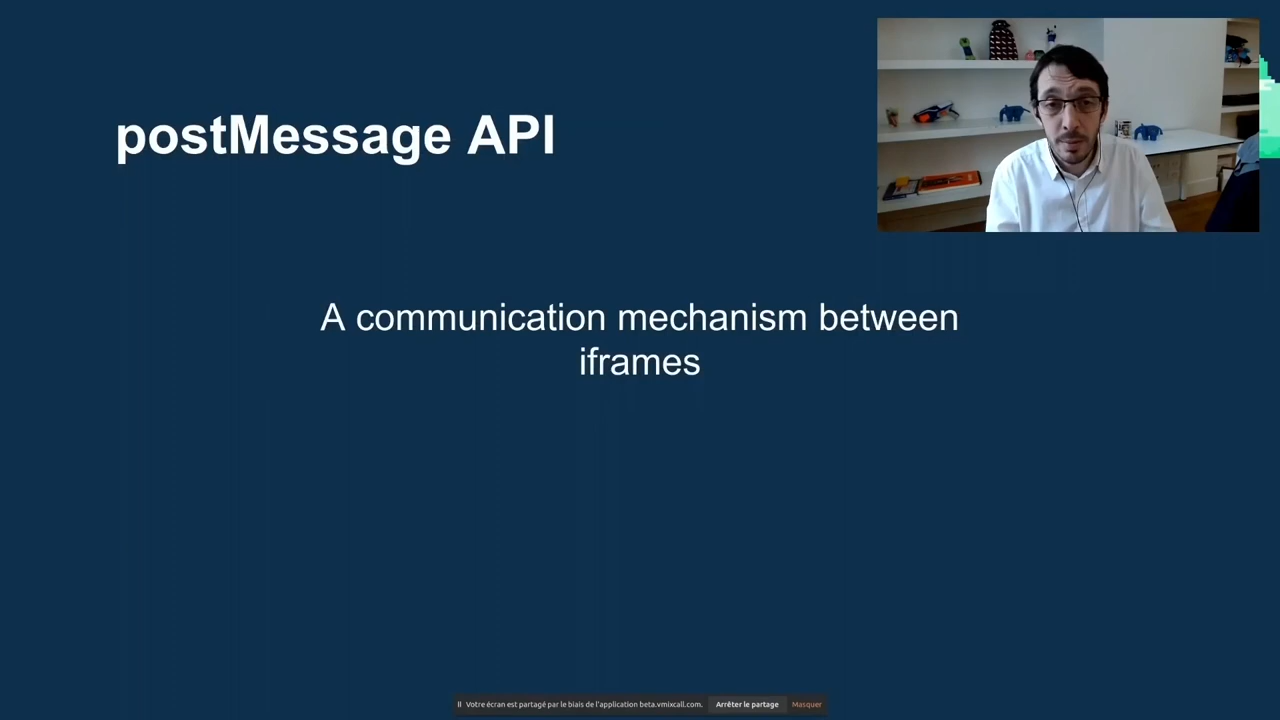 postMessage API
A communication mechanism between
iframes
Votre écran est partagé par le biais de l'application beta.vmixcall.com. Arrêter le partage Masquer